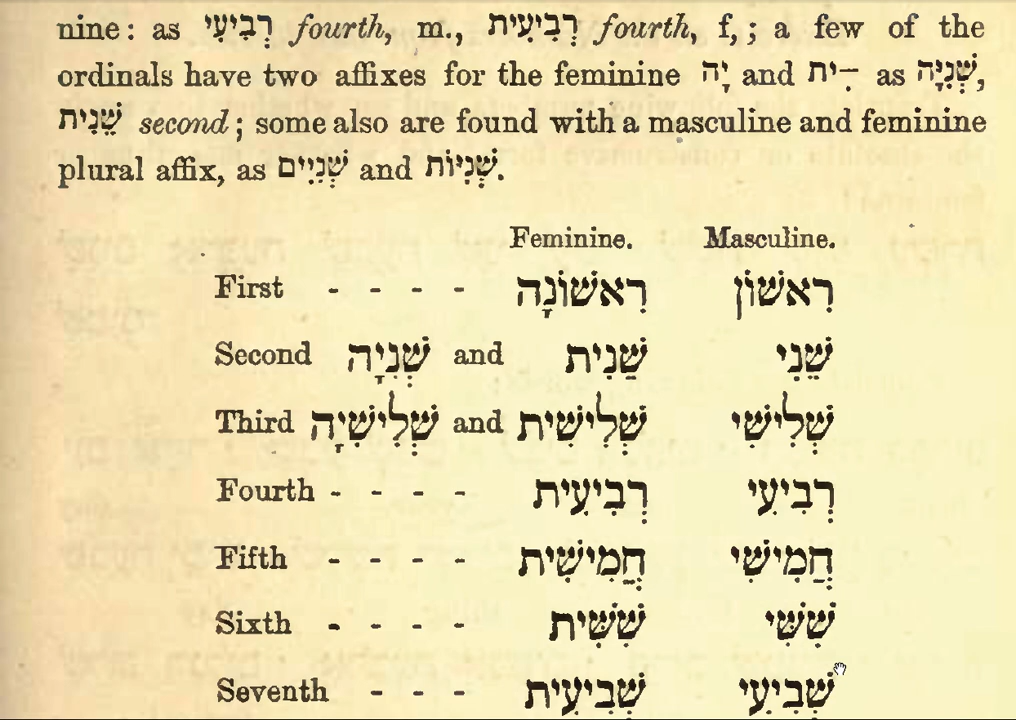 nine: as רְבִיעִי fourth, m., רְבִיעִית fourth, f,; a few of the
ordinals have two affixes for the feminine יָה and ־ִית as שְׁנִיָּה,
שֵׁנִית second; some also are found with a masculine and feminine
plural affix, as שְׁנִיִּים and שְׁנִיּוֹת.
Feminine. Masculine.
First - - - - רִאשׁוֹנָה רִאשׁוֹן
Second שְׁנִיָה and שֵׁנִית שֵׁנִי
Third שְׁלִישִׁיָה and שְׁלִישִׁית שְׁלִישִׁי
Fourth - - - - רְבִיעִית רְבִיעִי
Fifth - - - - חֲמִישִׁית חֲמִישִׁי
Sixth - - - - שִׁשִּׁית שִׁשִּׁי
Seventh - - - שְׁבִיעִית שְׁבִיעִי